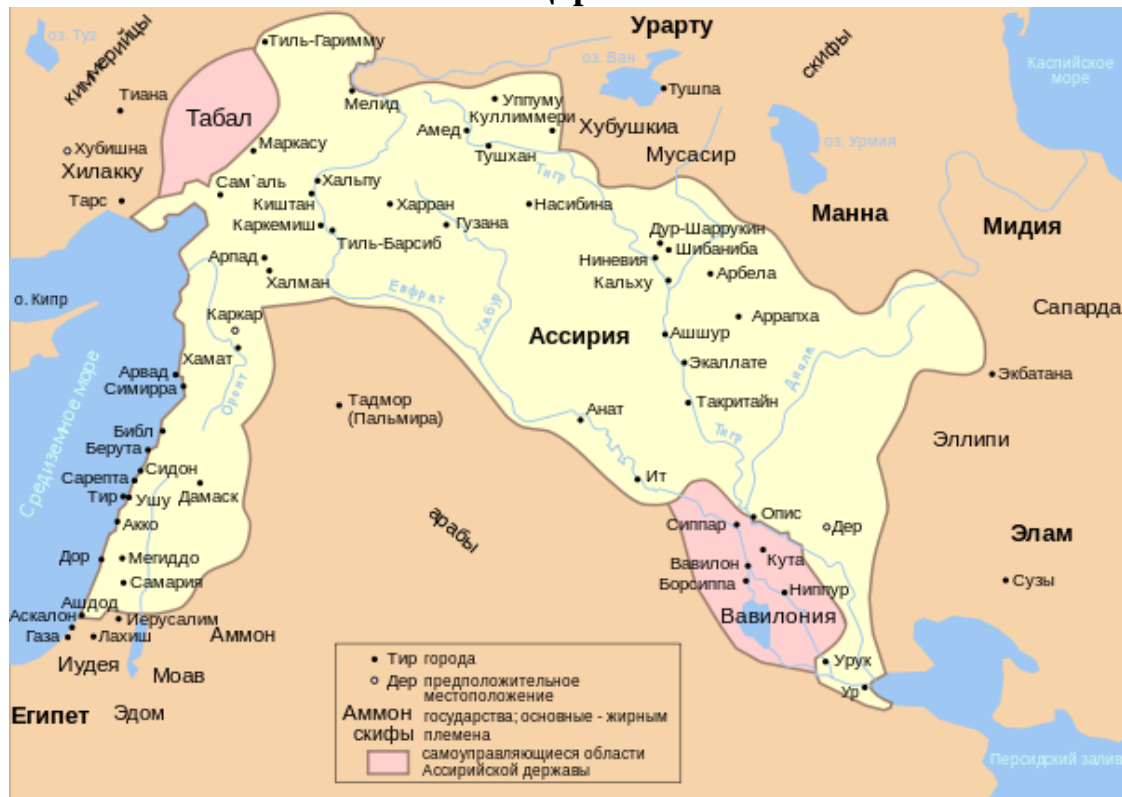 Урарту
оз. Туз
киммерийцы
Тиль-Гаримму
оз. Ван
скифы
Каспийское
море
Тиана
Мелид
Уппуму
Тушпа
Табал
Амед
Куллиммери
Хубушкиа
Хубишна
Хилакку
Маркасу
Тушхан
Мусасир
оз. Урмия
Тигр
Тарс
Сам`аль
Хальпу
Киштан
Харран
Насибина
Манна
Мидия
Каркемиш
Тиль-Барсиб
Гузана
Дур-Шаррукин
Шибаниба
Ниневия
Арпад
Халман
Кальху
Арбела
Евфрат
Хабур
о. Кипр
Каркар
Сапарда
Аррапха
Ассирия
Ашшур
Хамат
Экаллате
Диала
Арвад
Симирра
Экбатана
Оронт
Тадмор
(Пальмира)
Анат
Такритайн
Тигр
Средиземное море
Библ
Берута
Эллипи
Сидон
Сарепта
Тир
Ушу
Дамаск
Ит
Акко
арабы
Сиппар
Опис
Дер
Элам
Дор
Мегиддо
Кута
Вавилон
Самария
Борсиппа
Ниппур
Сузы
Ашдод
Аскалон
Иерусалим
Вавилония
Газа
Лахиш
Аммон
Иудея
Моав
Урук
Ур
Египет
Эдом
Персидский залив
Тир города
Дер предположительное
местоположение
Аммон государства; основные - жирным
скифы племена
самоуправляющиеся области
Ассирийской державы